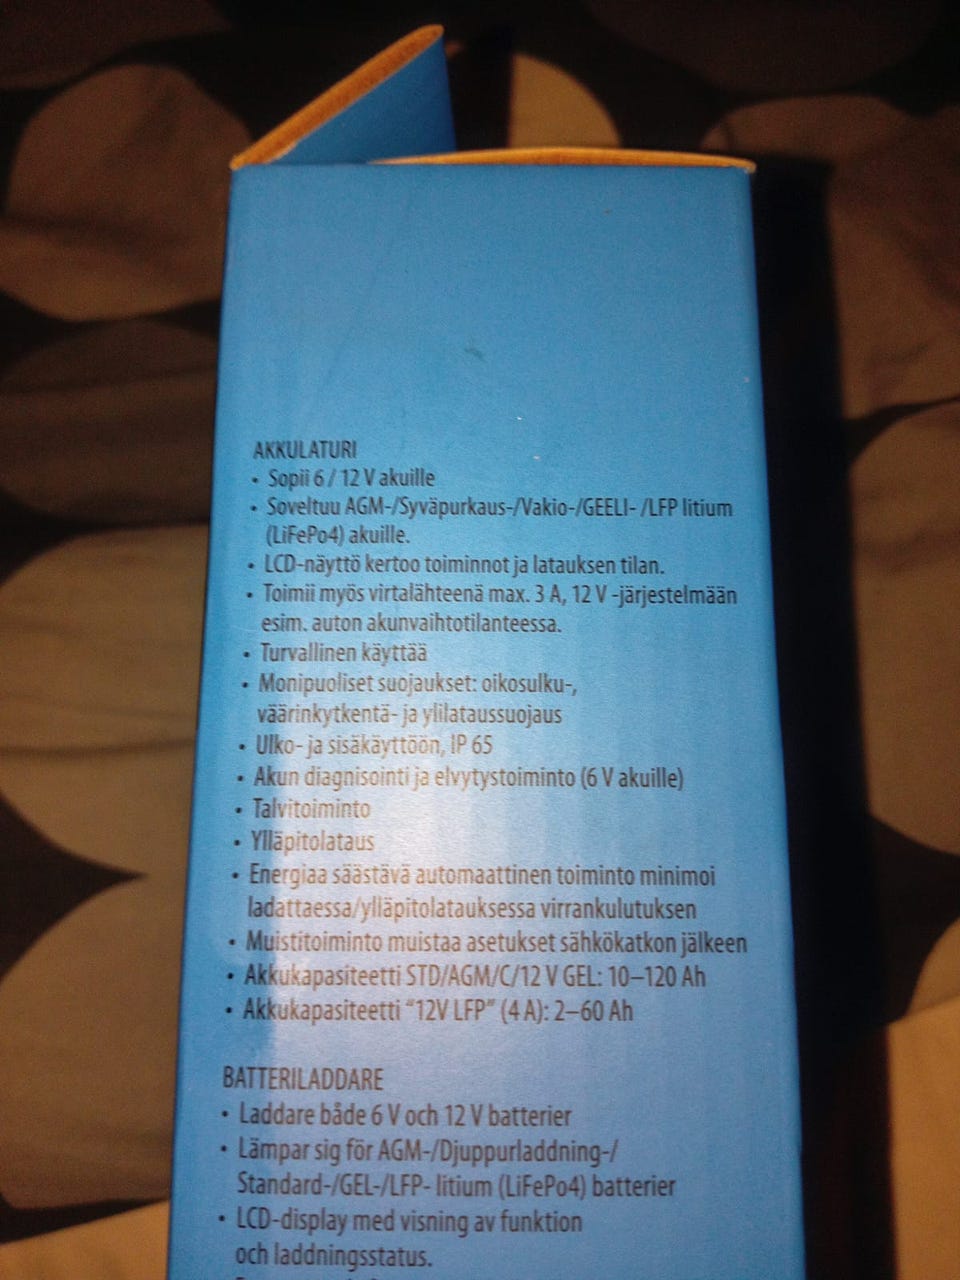 AKKULATURI
• Sopii 6 / 12 V akuille
• Soveltuu AGM-/Syväpurkaus-/Vakio-/GEELI- /LFP litium
(LiFePo4) akuille.
• LCD-näyttö kertoo toiminnot ja latauksen tilan.
• Toimii myös virtalähteenä max. 3 A, 12 V -järjestelmään
esim. auton akunvaihtotilanteessa.
• Turvallinen käyttää
• Monipuoliset suojaukset: oikosulku-,
väärinkytkentä- ja ylilataussuojaus
• Ulko- ja sisäkäyttöön, IP 65
• Akun diagnisointi ja elvytystoiminto (6 V akuille)
• Talvitoiminto
• Ylläpitolataus
• Energiaa säästävä automaattinen toiminto minimoi
ladattaessa/ylläpitolatauksessa virrankulutuksen
• Muistitoiminto muistaa asetukset sähkökatkon jälkeen
• Akkukapasiteetti STD/AGM/C/12 V GEL: 10–120 Ah
• Akkukapasiteetti “12V LFP” (4 A): 2–60 Ah
BATTERILADDARE
• Laddare både 6 V och 12 V batterier
• Lämpar sig för AGM-/Djuppurladdning-/
Standard-/GEL-/LFP- litium (LiFePo4) batterier
• LCD-display med visning av funktion
och laddningsstatus.